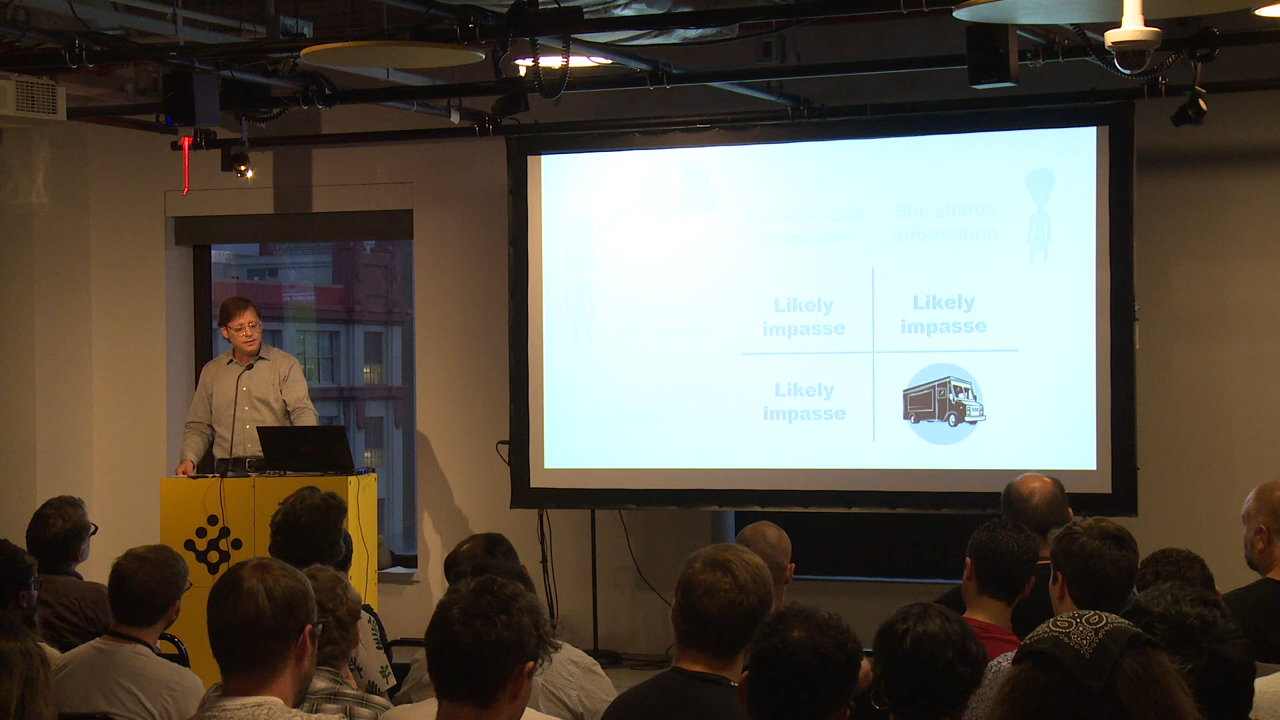 She shares
information
Likely
impasse
Likely
impasse
Likely
impasse